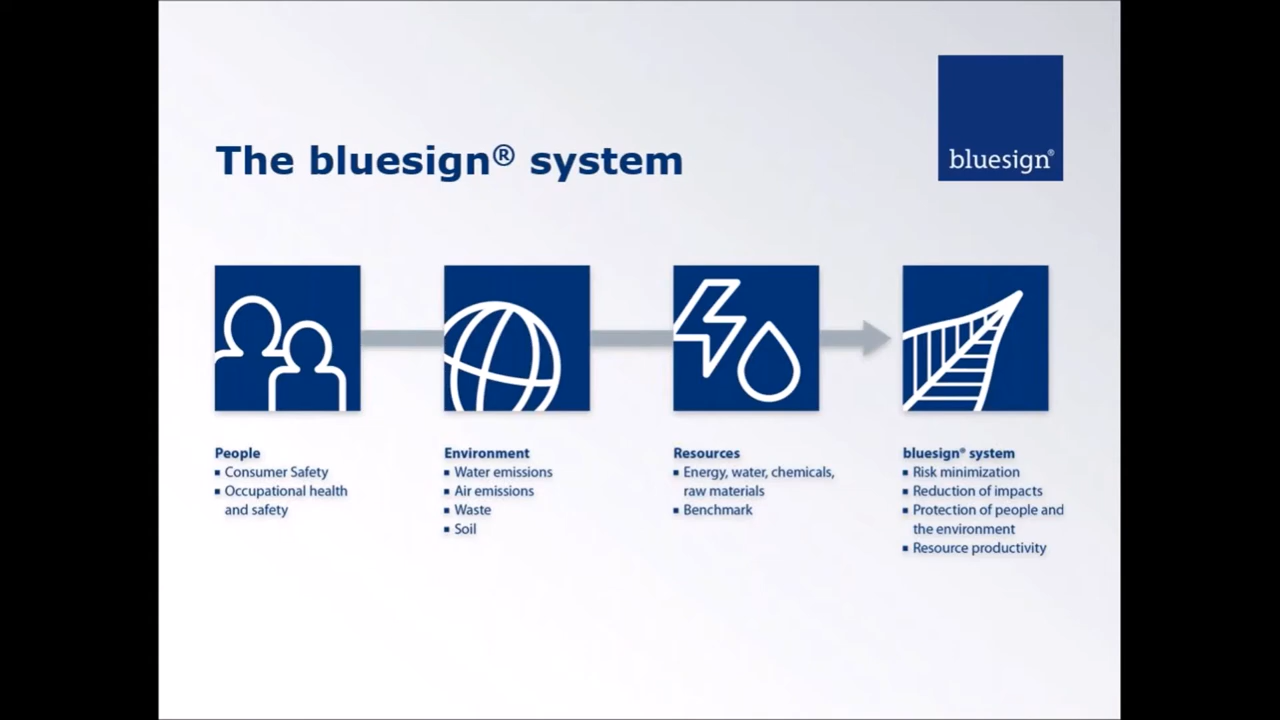 The bluesign® system
bluesign®
People
▪ Consumer Safety
▪ Occupational health
and safety
Environment
▪ Water emissions
▪ Air emissions
▪ Waste
▪ Soil
Resources
▪ Energy, water, chemicals,
raw materials
▪ Benchmark
bluesign® system
▪ Risk minimization
▪ Reduction of impacts
▪ Protection of people and
the environment
▪ Resource productivity